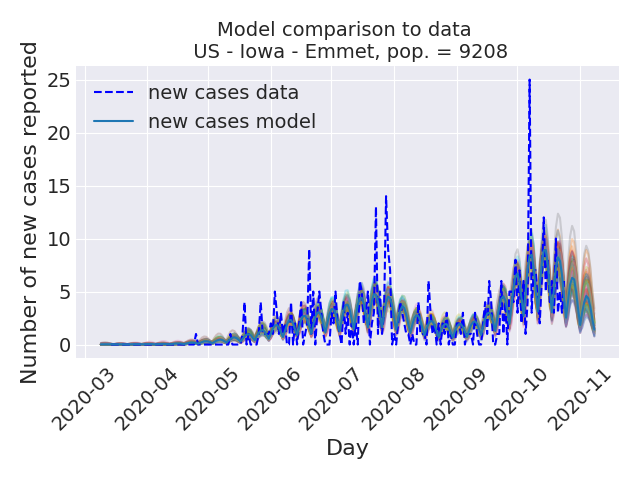 Model comparison to data
US - Iowa - Emmet, pop. = 9208
Number of new cases reported
25
20
15
10
5
0
new cases data
new cases model
2020-03
2020-04
2020-05
2020-06
2020-07
2020-08
2020-09
2020-10
2020-11
Day